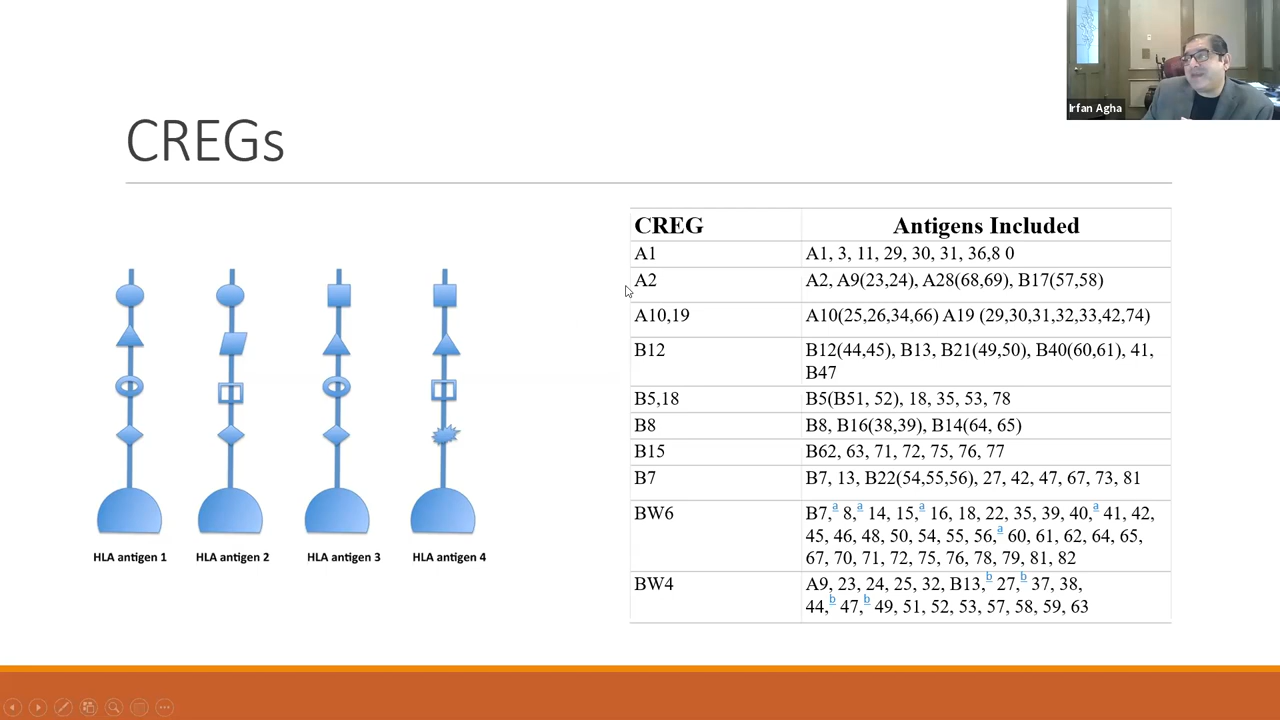 Irfan Agha
CREGs
CREG Antigens Included
A1 A1, 3, 11, 29, 30, 31, 36,8 0
A2 A2, A9(23,24), A28(68,69), B17(57,58)
A10,19 A10(25,26,34,66) A19 (29,30,31,32,33,42,74)
B12 B12(44,45), B13, B21(49,50), B40(60,61), 41,
B47
B5,18 B5(B51, 52), 18, 35, 53, 78
B8 B8, B16(38,39), B14(64, 65)
B15 B62, 63, 71, 72, 75, 76, 77
B7 B7, 13, B22(54,55,56), 27, 42, 47, 67, 73, 81
BW6 B7,a 8,a 14, 15,a 16, 18, 22, 35, 39, 40,a 41, 42,
45, 46, 48, 50, 54, 55, 56,a 60, 61, 62, 64, 65,
67, 70, 71, 72, 75, 76, 78, 79, 81, 82
BW4 A9, 23, 24, 25, 32, B13,b 27,b 37, 38,
44,b 47,b 49, 51, 52, 53, 57, 58, 59, 63
HLA antigen 1 HLA antigen 2 HLA antigen 3 HLA antigen 4